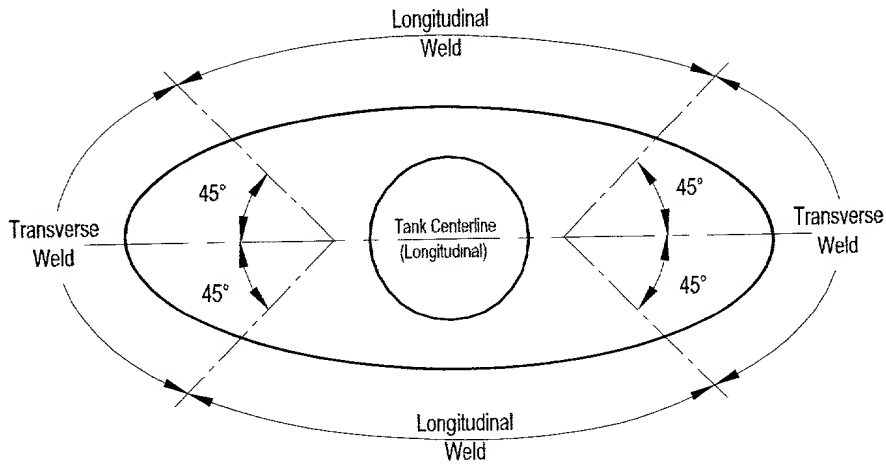 Longitudinal
Weld
45°
45°
Transverse
Weld
Tank Centerline
(Longitudinal)
Transverse
Weld
45°
45°
Longitudinal
Weld